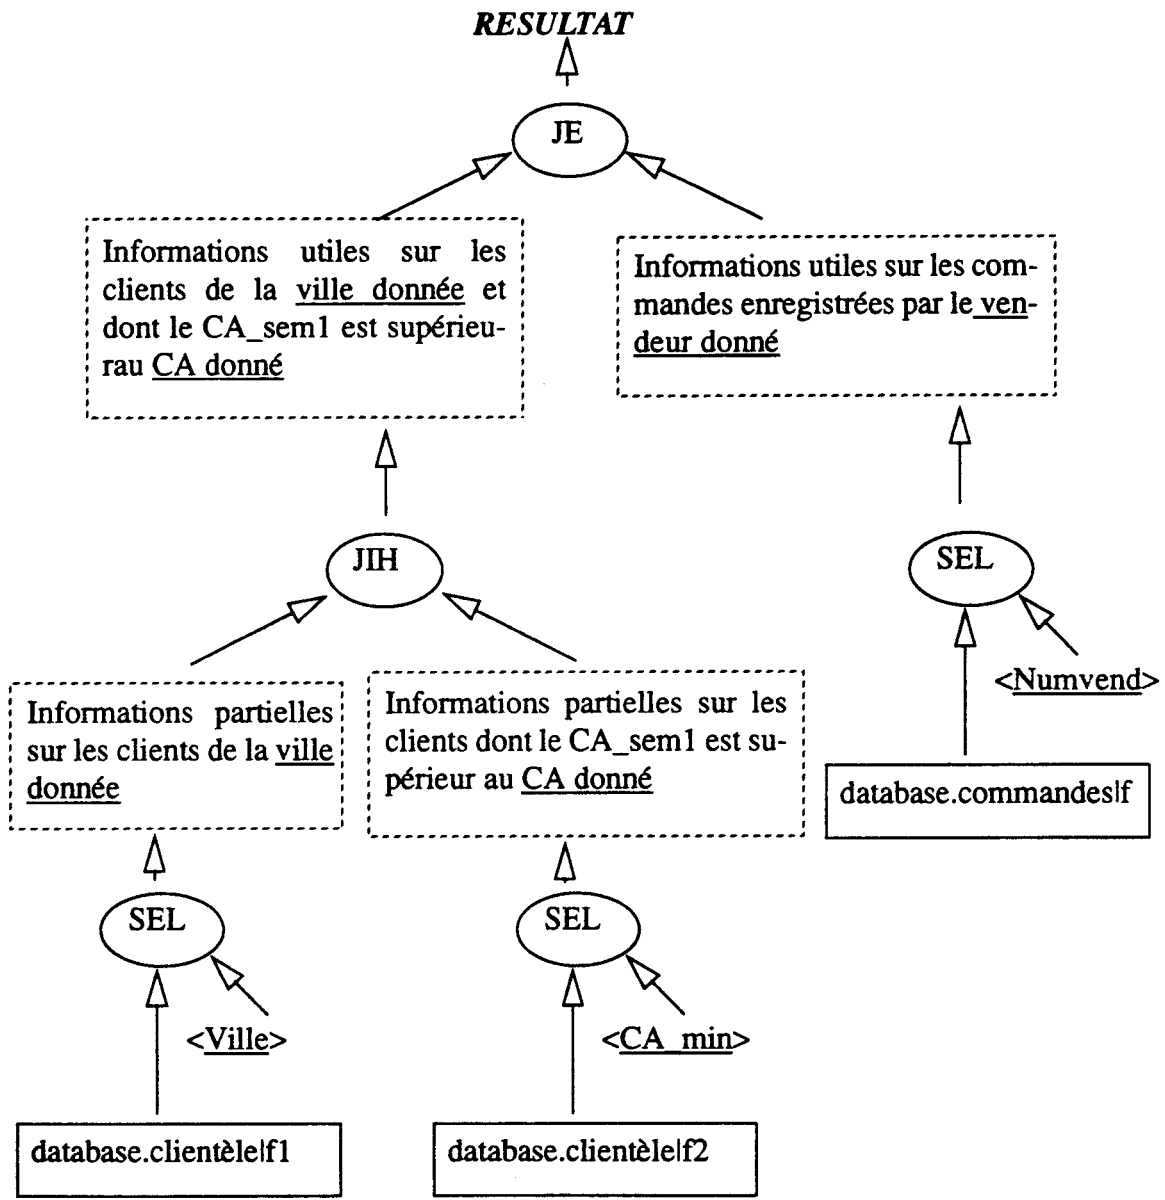 RESULTAT
JE
Informations utiles sur les
clients de la ville donnée et
dont le CA_sem1 est supérieu-
rau CA donné
Informations utiles sur les com-
mandes enregistrées par le ven-
deur donné
JIH
SEL
<Numvend>
Informations partielles
sur les clients de la ville
donnée
Informations partielles sur les
clients dont le CA_sem1 est su-
périeur au CA donné
database.commandes|f
SEL
SEL
<Ville>
<CA_min>
database.clientèle|f1
database.clientèle|f2